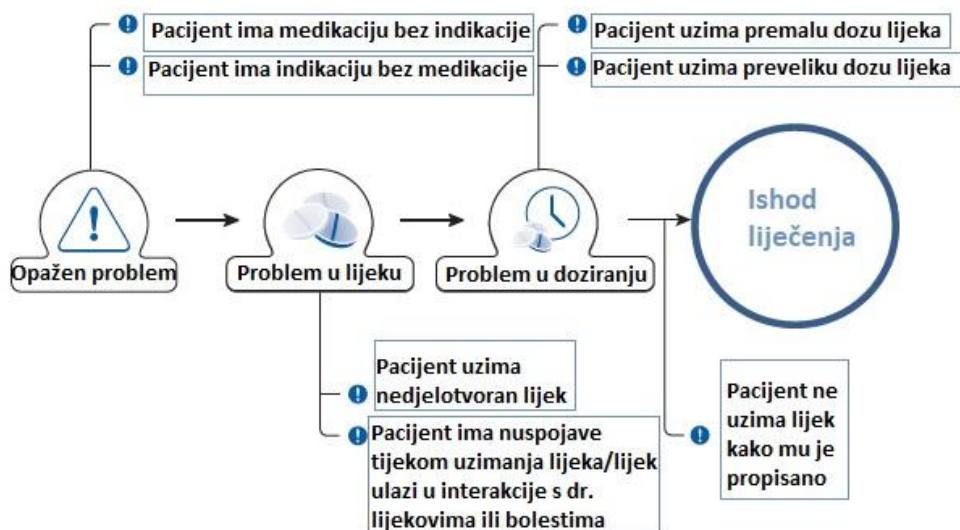 Pacijent ima medikaciju bez indikacije
Pacijent ima indikaciju bez medikacije
Pacijent uzima premalu dozu lijeka
Pacijent uzima preveliku dozu lijeka
Opažen problem
Problem u lijeku
Problem u doziranju
Ishod
liječenja
Pacijent uzima
nedjelotvoran lijek
Pacijent ima nuspojave
tijekom uzimanja lijeka/lijek
ulazi u interakcije s dr.
lijekovima ili bolestima
Pacijent ne
uzima lijek
kako mu je
propisano